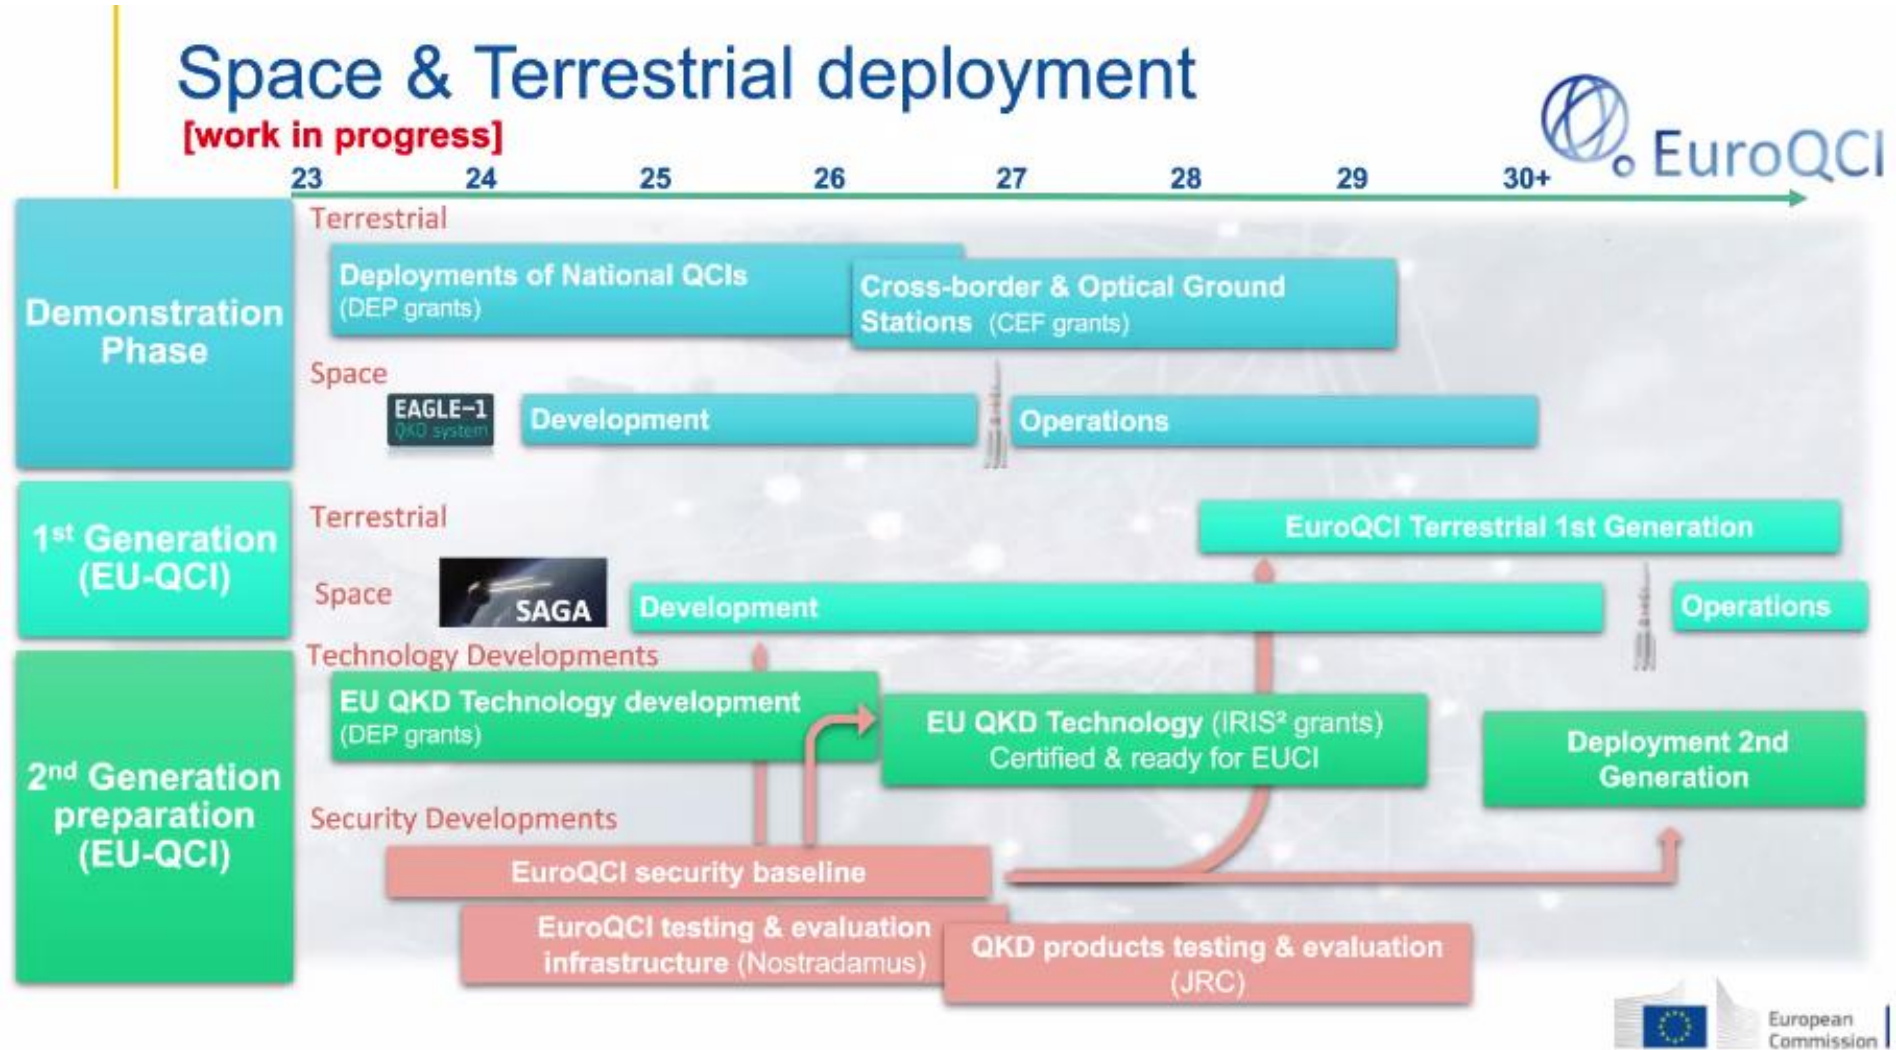 Space & Terrestrial deployment
[work in progress]
EuroQCI
23 24 25 26 27 28 29 30+
Demonstration
Phase
Terrestrial
Deployments of National QCIs
(DEP grants)
Cross-border & Optical Ground
Stations (CEF grants)
Space
EAGLE-1
QKD system
Development
Operations
1st Generation
(EU-QCI)
Terrestrial
EuroQCI Terrestrial 1st Generation
Space
SAGA
Development
Operations
2nd Generation
preparation
(EU-QCI)
Technology Developments
EU QKD Technology development
(DEP grants)
EU QKD Technology (IRIS² grants)
Certified & ready for EUCI
Deployment 2nd
Generation
Security Developments
EuroQCI security baseline
EuroQCI testing & evaluation
infrastructure (Nostradamus)
QKD products testing & evaluation
(JRC)
European
Commission